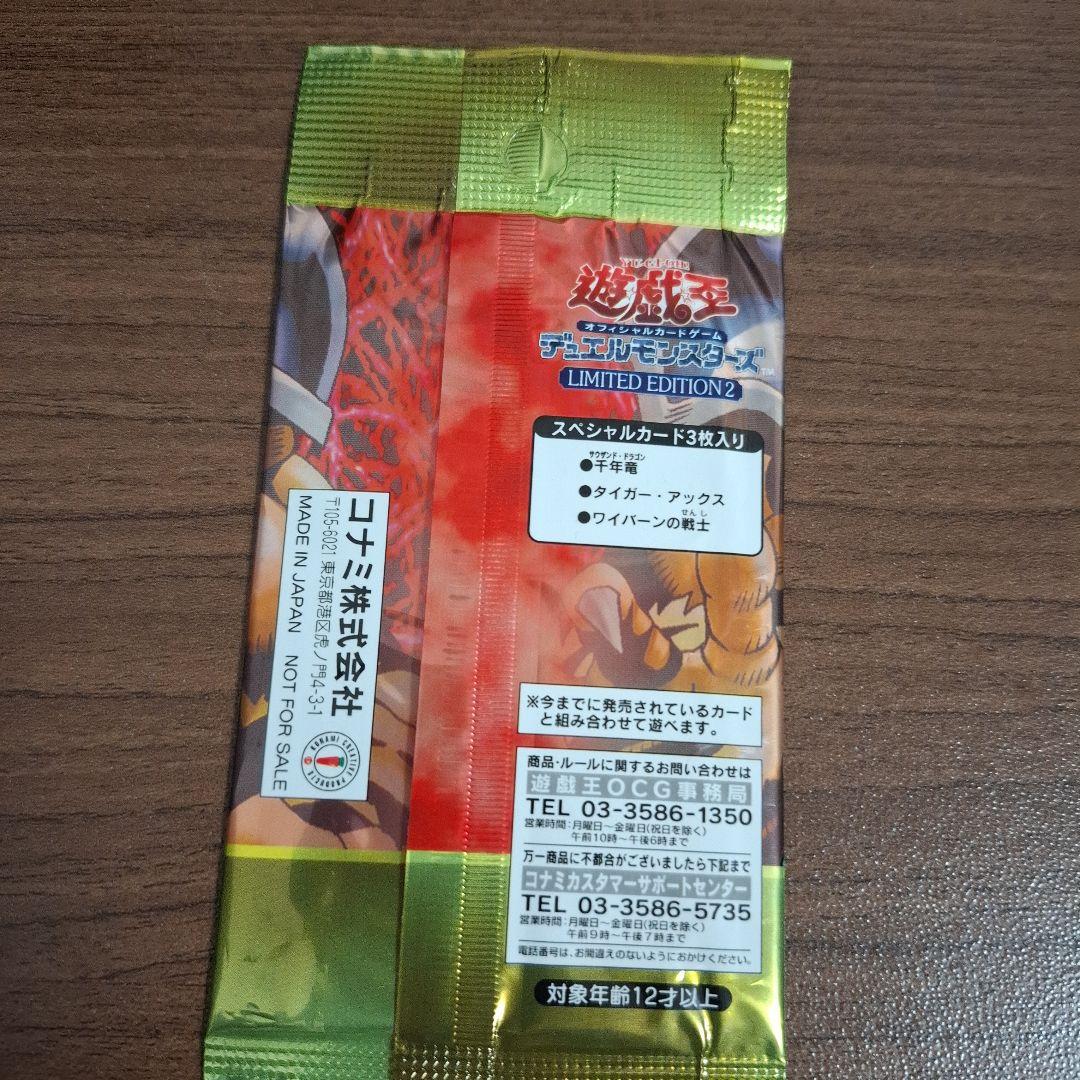 YU-GI-OH!
遊戯王
オフィシャルカードゲーム
デュエルモンスターズ™
LIMITED EDITION 2
スペシャルカード3枚入り
サウザンド・ドラゴン
●千年竜
●タイガー・アックス
せんし
●ワイバーンの戦士
※今までに発売されているカード
と組み合わせて遊べます。
商品・ルールに関するお問い合わせは
遊戯王OCG事務局
TEL 03-3586-1350
営業時間:月曜日〜金曜日(祝日を除く)
午前10時〜午後6時まで
万一商品に不都合がございましたら下記まで
コナミカスタマーサポートセンター
TEL 03-3586-5735
営業時間:月曜日〜金曜日(祝日を除く)
午前9時〜午後7時まで
電話番号は、お間違えのないようにおかけください。
対象年齢12才以上
コナミ株式会社
〒105-6021 東京都港区虎ノ門4-3-1
MADE IN JAPAN NOT FOR SALE
KONAMI CREATIVE PRODUCTS